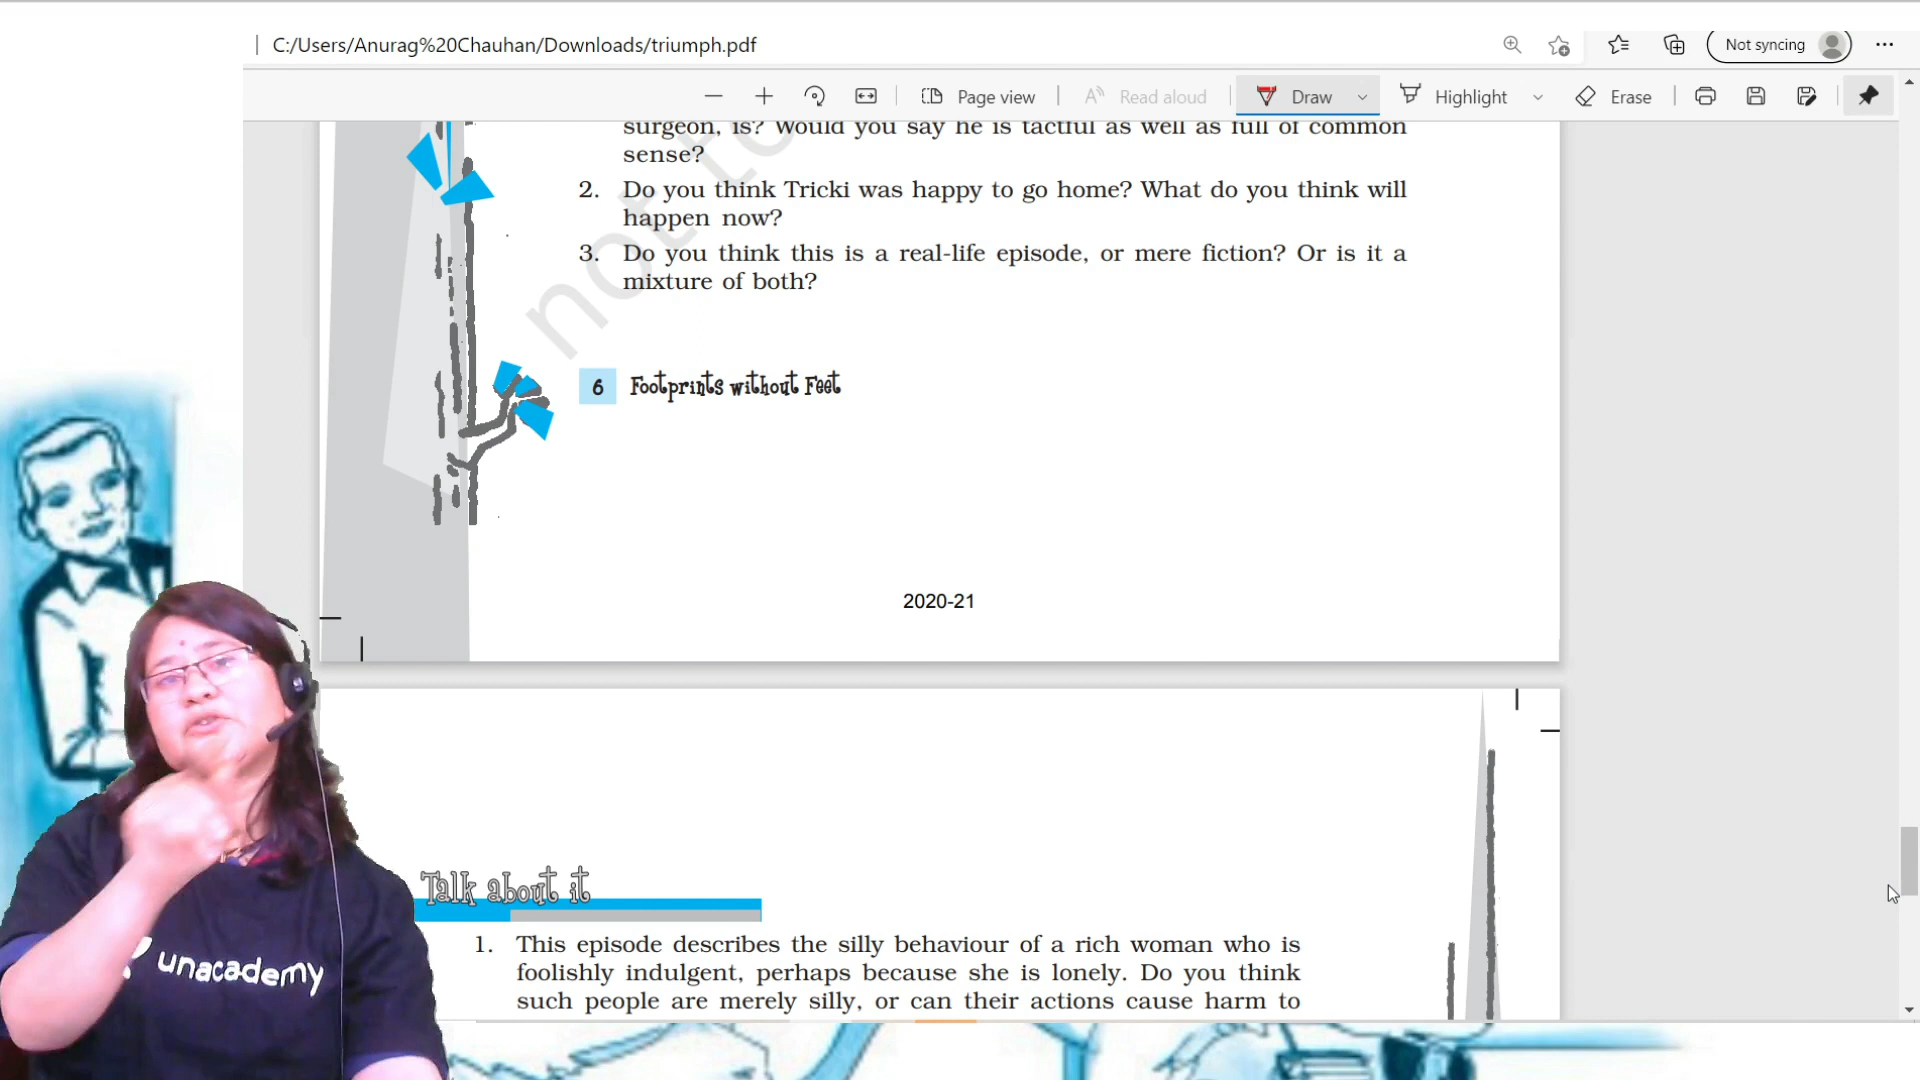 C:/Users/Anurag%20Chauhan/Downloads/triumph.pdf
Not syncing
Page view
Read aloud
Draw
Highlight
Erase
surgeon, is? Would you say he is tactful as well as full of common
sense?
2. Do you think Tricki was happy to go home? What do you think will
happen now?
3. Do you think this is a real-life episode, or mere fiction? Or is it a
mixture of both?
not to
6 Footprints without Feet
2020-21
Talk about it
1. This episode describes the silly behaviour of a rich woman who is
foolishly indulgent, perhaps because she is lonely. Do you think
such people are merely silly, or can their actions cause harm to
unacademy